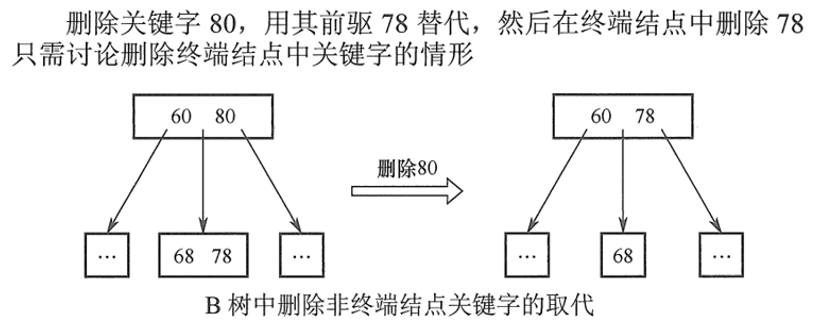 删除关键字 80，用其前驱 78 替代，然后在终端结点中删除 78
只需讨论删除终端结点中关键字的情形
60 80
60 78
删除80
… 68 78 …
… 68 …
B 树中删除非终端结点关键字的取代